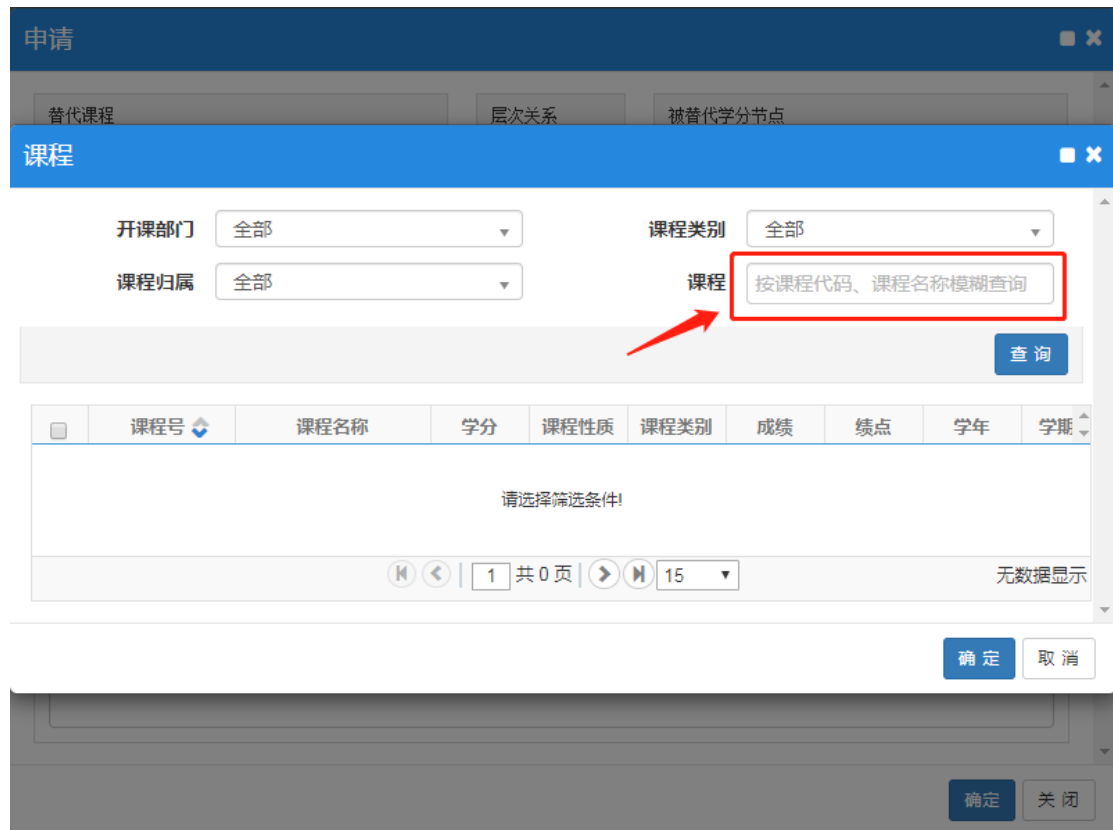 申请
替代课程 层次关系 被替代学分节点
课程
开课部门 全部 课程类别 全部
课程归属 全部 课程 按课程代码、课程名称模糊查询
查 询
课程号 课程名称 学分 课程性质 课程类别 成绩 绩点 学年 学期
请选择筛选条件!
1 共 0 页 15 无数据显示
确 定 取 消
确定 关 闭